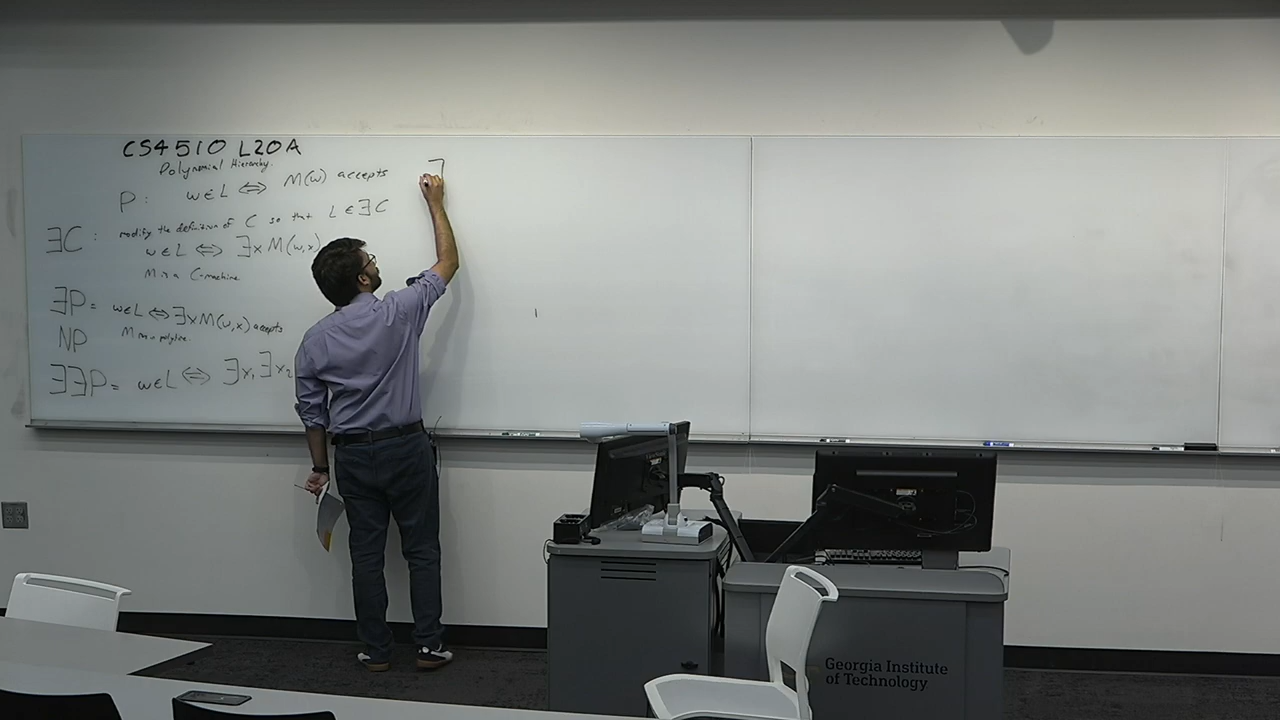 CS4510 L20A
Polynomial Hierarchy.
P: w∈L ⇔ M(w) accepts
∃C: modify the definition of C so that L∈∃C
w∈L ⇔ ∃x M(w,x)
M is a C-machine
∃P= w∈L⇔∃xM(w,x) accepts
NP M is polytime.
∃∃P= w∈L⇔ ∃x₁∃x₂
Georgia Institute
of Technology